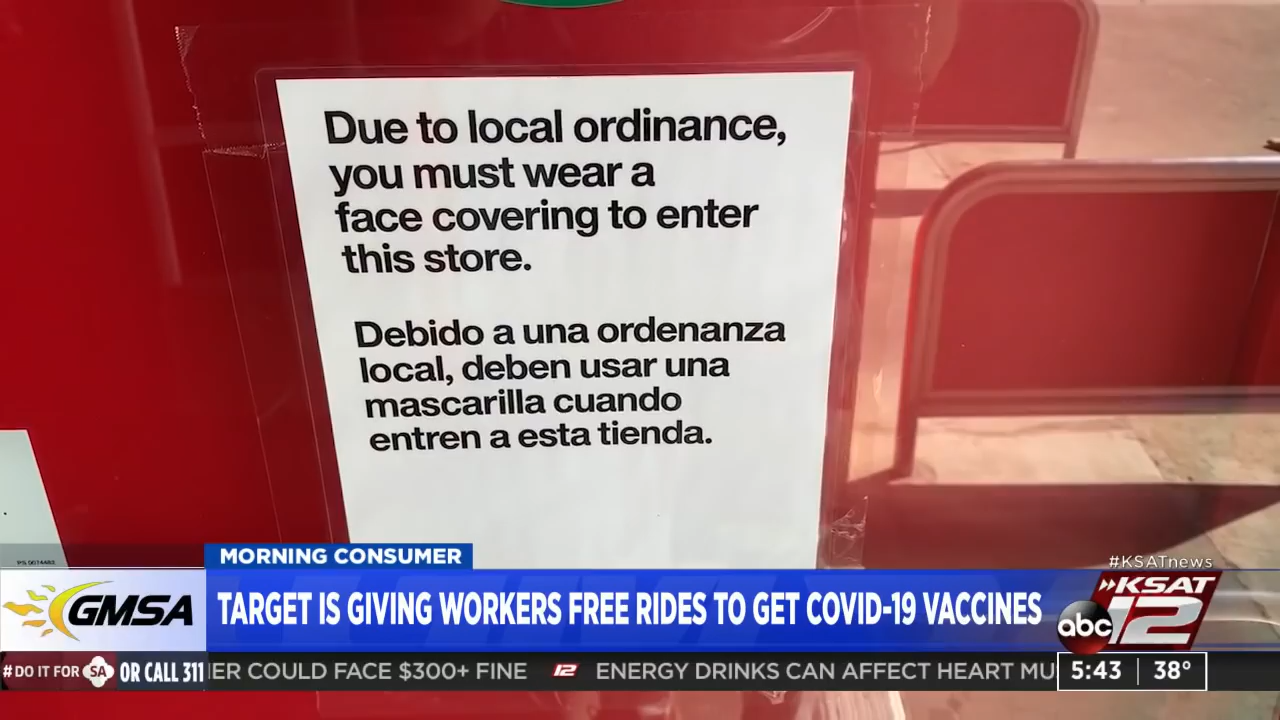 Due to local ordinance,
you must wear a
face covering to enter
this store.
Debido a una ordenanza
local, deben usar una
mascarilla cuando
entren a esta tienda.
MORNING CONSUMER
#KSATnews
GMSA
TARGET IS GIVING WORKERS FREE RIDES TO GET COVID-19 VACCINES
abc
KSAT
12
#DO IT FOR SA OR CALL 311
ER COULD FACE $300+ FINE 12 ENERGY DRINKS CAN AFFECT HEART MU
5:43 38°